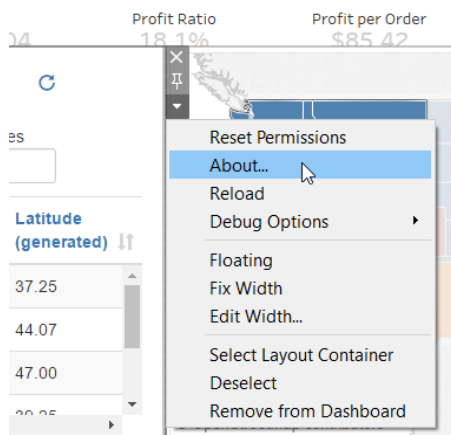 Profit Ratio
Profit per Order
18.1%
$85.42
Reset Permissions
About...
Reload
Debug Options
Latitude
(generated)
Floating
37.25
Fix Width
44.07
Edit Width...
Select Layout Container
47.00
Deselect
Remove from Dashboard